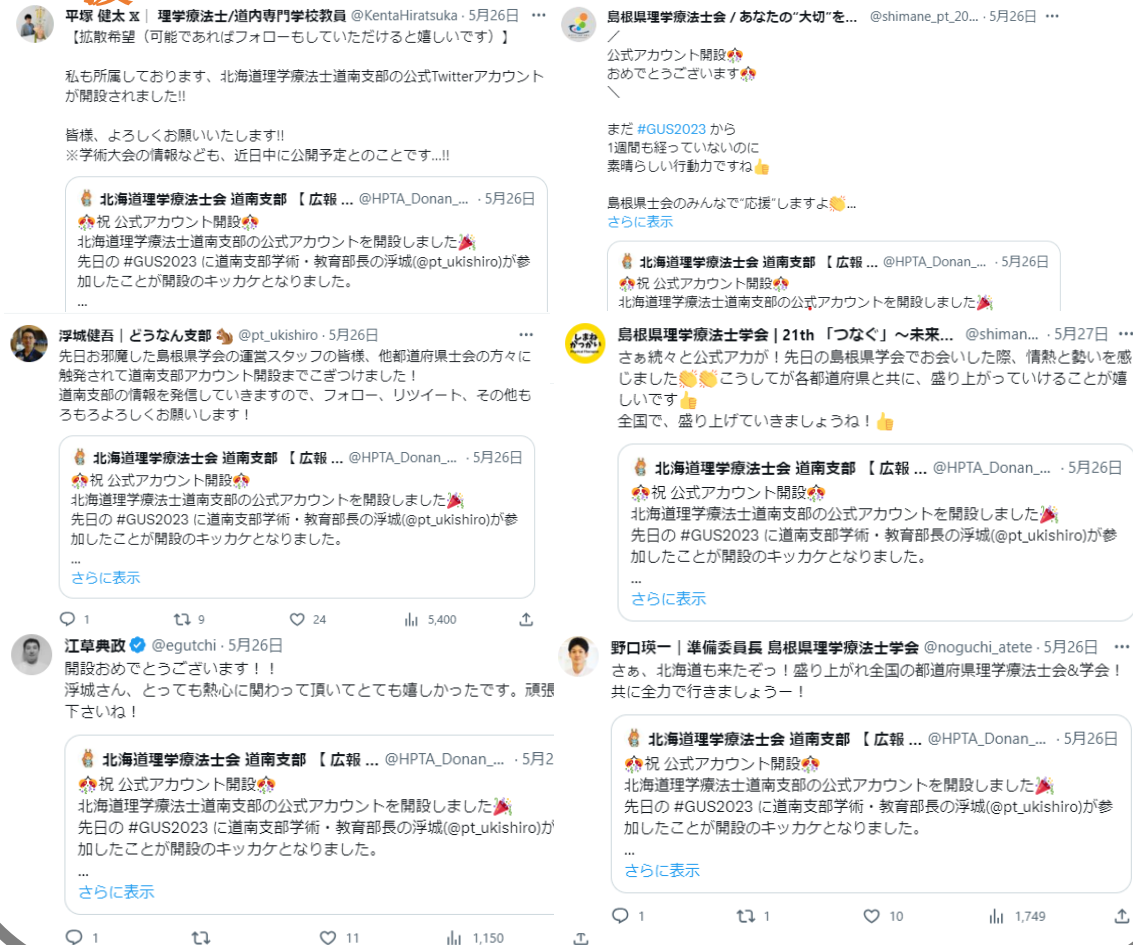 平塚 健太 X｜ 理学療法士/道内専門学校教員 @KentaHiratsuka · 5月26日 …
【拡散希望（可能であればフォローもしていただけると嬉しいです）】
私も所属しております、北海道理学療法士道南支部の公式Twitterアカウント
が開設されました!!
皆様、よろしくお願いいたします!!
※学術大会の情報なども、近日中に公開予定とのことです...!!
北海道理学療法士会 道南支部 【 広報 ... @HPTA_Donan_... · 5月26日
🎊祝 公式アカウント開設🎊
北海道理学療法士道南支部の公式アカウントを開設しました🎉
先日の #GUS2023 に道南支部学術・教育部長の浮城(@pt_ukishiro)が参
加したことが開設のキッカケとなりました。
...
島根県理学療法士会 / あなたの“大切”を... @shimane_pt_20... · 5月26日 …
／
公式アカウント開設🎊
おめでとうございます🎊
＼
まだ #GUS2023 から
1週間も経っていないのに
素晴らしい行動力ですね👍
島根県士会のみんなで“応援”しますよ👏...
さらに表示
北海道理学療法士会 道南支部 【 広報 ... @HPTA_Donan_... · 5月26日
🎊祝 公式アカウント開設🎊
北海道理学療法士道南支部の公式アカウントを開設しました🎉
浮城健吾｜どうなん支部🐿️ @pt_ukishiro · 5月26日 …
先日お邪魔した島根県学会の運営スタッフの皆様、他都道府県士会の方々に
触発されて道南支部アカウント開設までこぎつけました！
道南支部の情報を発信していきますので、フォロー、リツイート、その他も
ろもろよろしくお願いします！
北海道理学療法士会 道南支部 【 広報 ... @HPTA_Donan_... · 5月26日
🎊祝 公式アカウント開設🎊
北海道理学療法士道南支部の公式アカウントを開設しました🎉
先日の #GUS2023 に道南支部学術・教育部長の浮城(@pt_ukishiro)が参
加したことが開設のキッカケとなりました。
...
さらに表示
1 9 24 5,400
しまね
がっかい
島根県理学療法士学会 | 21th 「つなぐ」～未来... @shiman... · 5月27日 …
さぁ続々と公式アカが！先日の島根県学会でお会いした際、情熱と勢いを感
じました👏👏こうしてが各都道府県と共に、盛り上がっていけることが嬉
しいです👍
全国で、盛り上げていきましょうね！👍
北海道理学療法士会 道南支部 【 広報 ... @HPTA_Donan_... · 5月26日
🎊祝 公式アカウント開設🎊
北海道理学療法士道南支部の公式アカウントを開設しました🎉
先日の #GUS2023 に道南支部学術・教育部長の浮城(@pt_ukishiro)が参
加したことが開設のキッカケとなりました。
...
さらに表示
江草典政 @egutchi · 5月26日
開設おめでとうございます！！
浮城さん、とっても熱心に関わって頂いてとても嬉しかったです。頑張
下さいね！
北海道理学療法士会 道南支部 【 広報 ... @HPTA_Donan_... · 5月2
🎊祝 公式アカウント開設🎊
北海道理学療法士道南支部の公式アカウントを開設しました🎉
先日の #GUS2023 に道南支部学術・教育部長の浮城(@pt_ukishiro)が
加したことが開設のキッカケとなりました。
...
さらに表示
1 11 1,150
野口瑛一｜準備委員長 島根県理学療法士学会 @noguchi_atete · 5月26日 …
さぁ、北海道も来たぞっ！盛り上がれ全国の都道府県理学療法士会&学会！
共に全力で行きましょうー！
北海道理学療法士会 道南支部 【 広報 ... @HPTA_Donan_... · 5月26日
🎊祝 公式アカウント開設🎊
北海道理学療法士道南支部の公式アカウントを開設しました🎉
先日の #GUS2023 に道南支部学術・教育部長の浮城(@pt_ukishiro)が参
加したことが開設のキッカケとなりました。
...
さらに表示
1 1 10 1,749